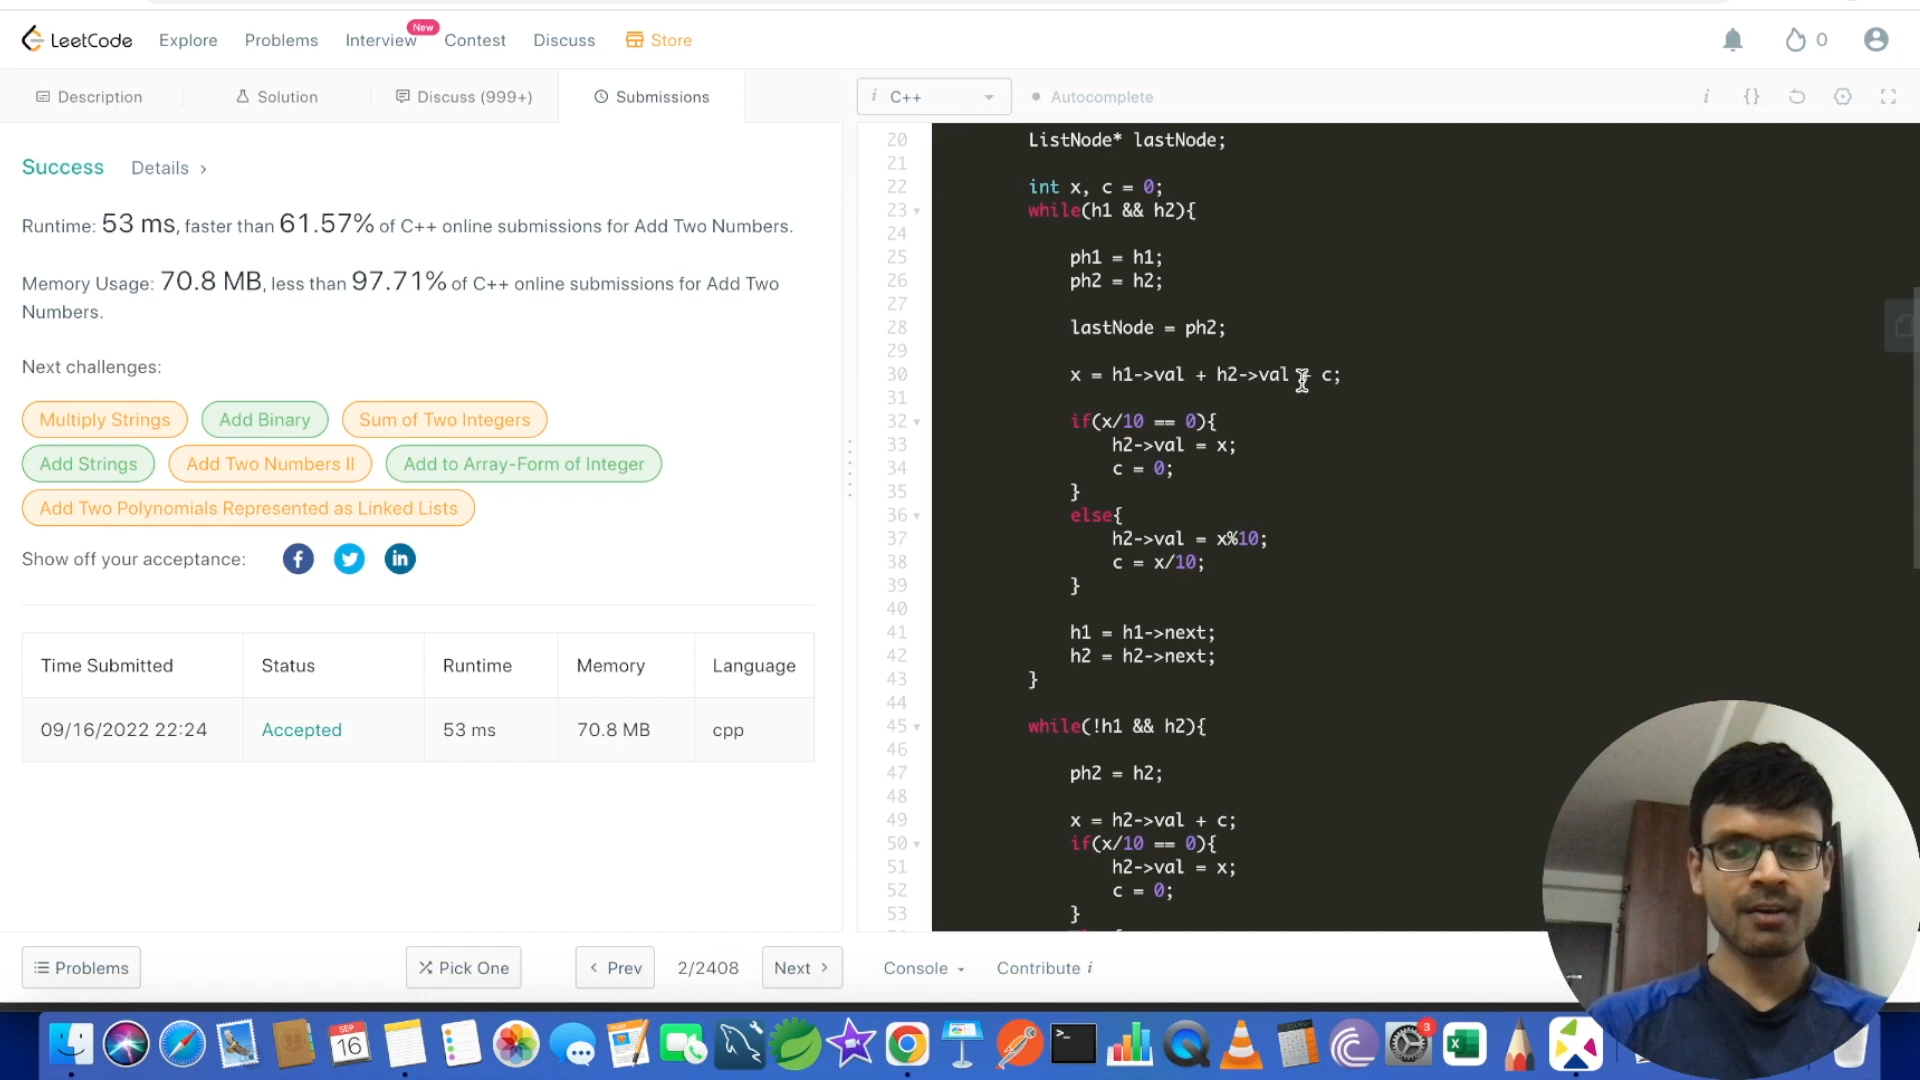 LeetCode Explore Problems Interview New Contest Discuss Store 0
Description Solution Discuss (999+) Submissions
Success Details >
Runtime: 53 ms, faster than 61.57% of C++ online submissions for Add Two Numbers.
Memory Usage: 70.8 MB, less than 97.71% of C++ online submissions for Add Two
Numbers.
Next challenges:
Multiply Strings Add Binary Sum of Two Integers
Add Strings Add Two Numbers II Add to Array-Form of Integer
Add Two Polynomials Represented as Linked Lists
Show off your acceptance:
Time Submitted Status Runtime Memory Language
09/16/2022 22:24 Accepted 53 ms 70.8 MB cpp
Problems Pick One < Prev 2/2408 Next >
i C++ Autocomplete i {}
20 ListNode* lastNode;
21
22 int x, c = 0;
23 while(h1 && h2){
24
25 ph1 = h1;
26 ph2 = h2;
27
28 lastNode = ph2;
29
30 x = h1->val + h2->val + c;
31
32 if(x/10 == 0){
33 h2->val = x;
34 c = 0;
35 }
36 else{
37 h2->val = x%10;
38 c = x/10;
39 }
40
41 h1 = h1->next;
42 h2 = h2->next;
43 }
44
45 while(!h1 && h2){
46
47 ph2 = h2;
48
49 x = h2->val + c;
50 if(x/10 == 0){
51 h2->val = x;
52 c = 0;
53 }
Console Contribute i
SEP
16
3